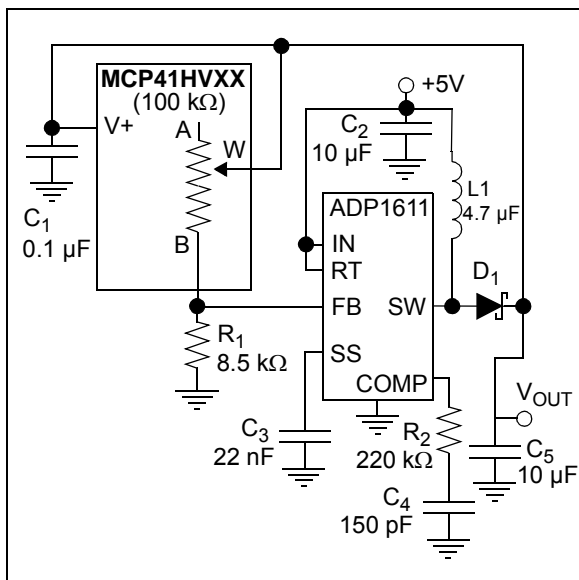 MCP41HVXX
(100 kΩ)
V+
A
W
B
C1
0.1 µF
+5V
C2
10 µF
L1
4.7 µF
ADP1611
IN
RT
FB
SW
D1
SS
COMP
R1
8.5 kΩ
C3
22 nF
R2
220 kΩ
C4
150 pF
VOUT
C5
10 µF